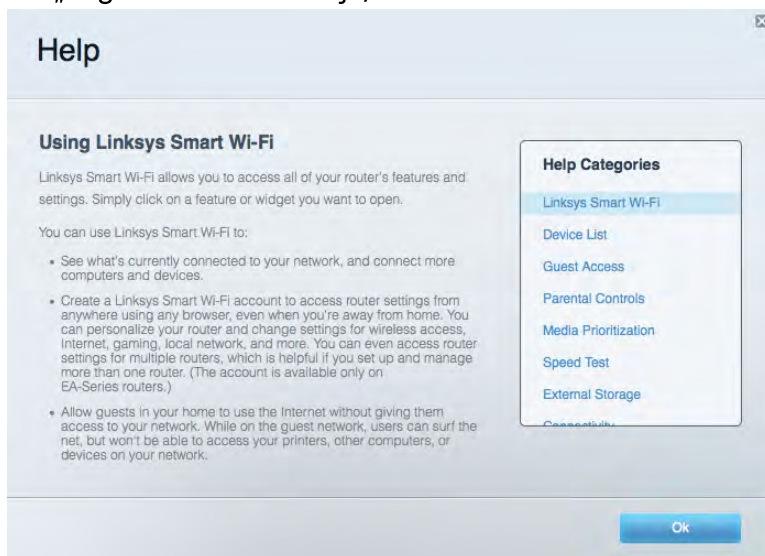 Help
Using Linksys Smart Wi-Fi
Linksys Smart Wi-Fi allows you to access all of your router's features and
settings. Simply click on a feature or widget you want to open.
You can use Linksys Smart Wi-Fi to:
• See what's currently connected to your network, and connect more
computers and devices.
• Create a Linksys Smart Wi-Fi account to access router settings from
anywhere using any browser, even when you're away from home. You
can personalize your router and change settings for wireless access,
Internet, gaming, local network, and more. You can even access router
settings for multiple routers, which is helpful if you set up and manage
more than one router. (The account is available only on
EA-Series routers.)
• Allow guests in your home to use the Internet without giving them
access to your network. While on the guest network, users can surf the
net, but won't be able to access your printers, other computers, or
devices on your network.
Help Categories
Linksys Smart Wi-Fi
Device List
Guest Access
Parental Controls
Media Prioritization
Speed Test
External Storage
Connectivity
Ok